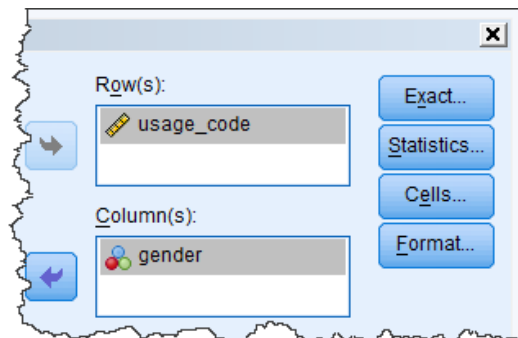 Row(s):
usage_code
Column(s):
gender
Exact...
Statistics...
Cells...
Format...